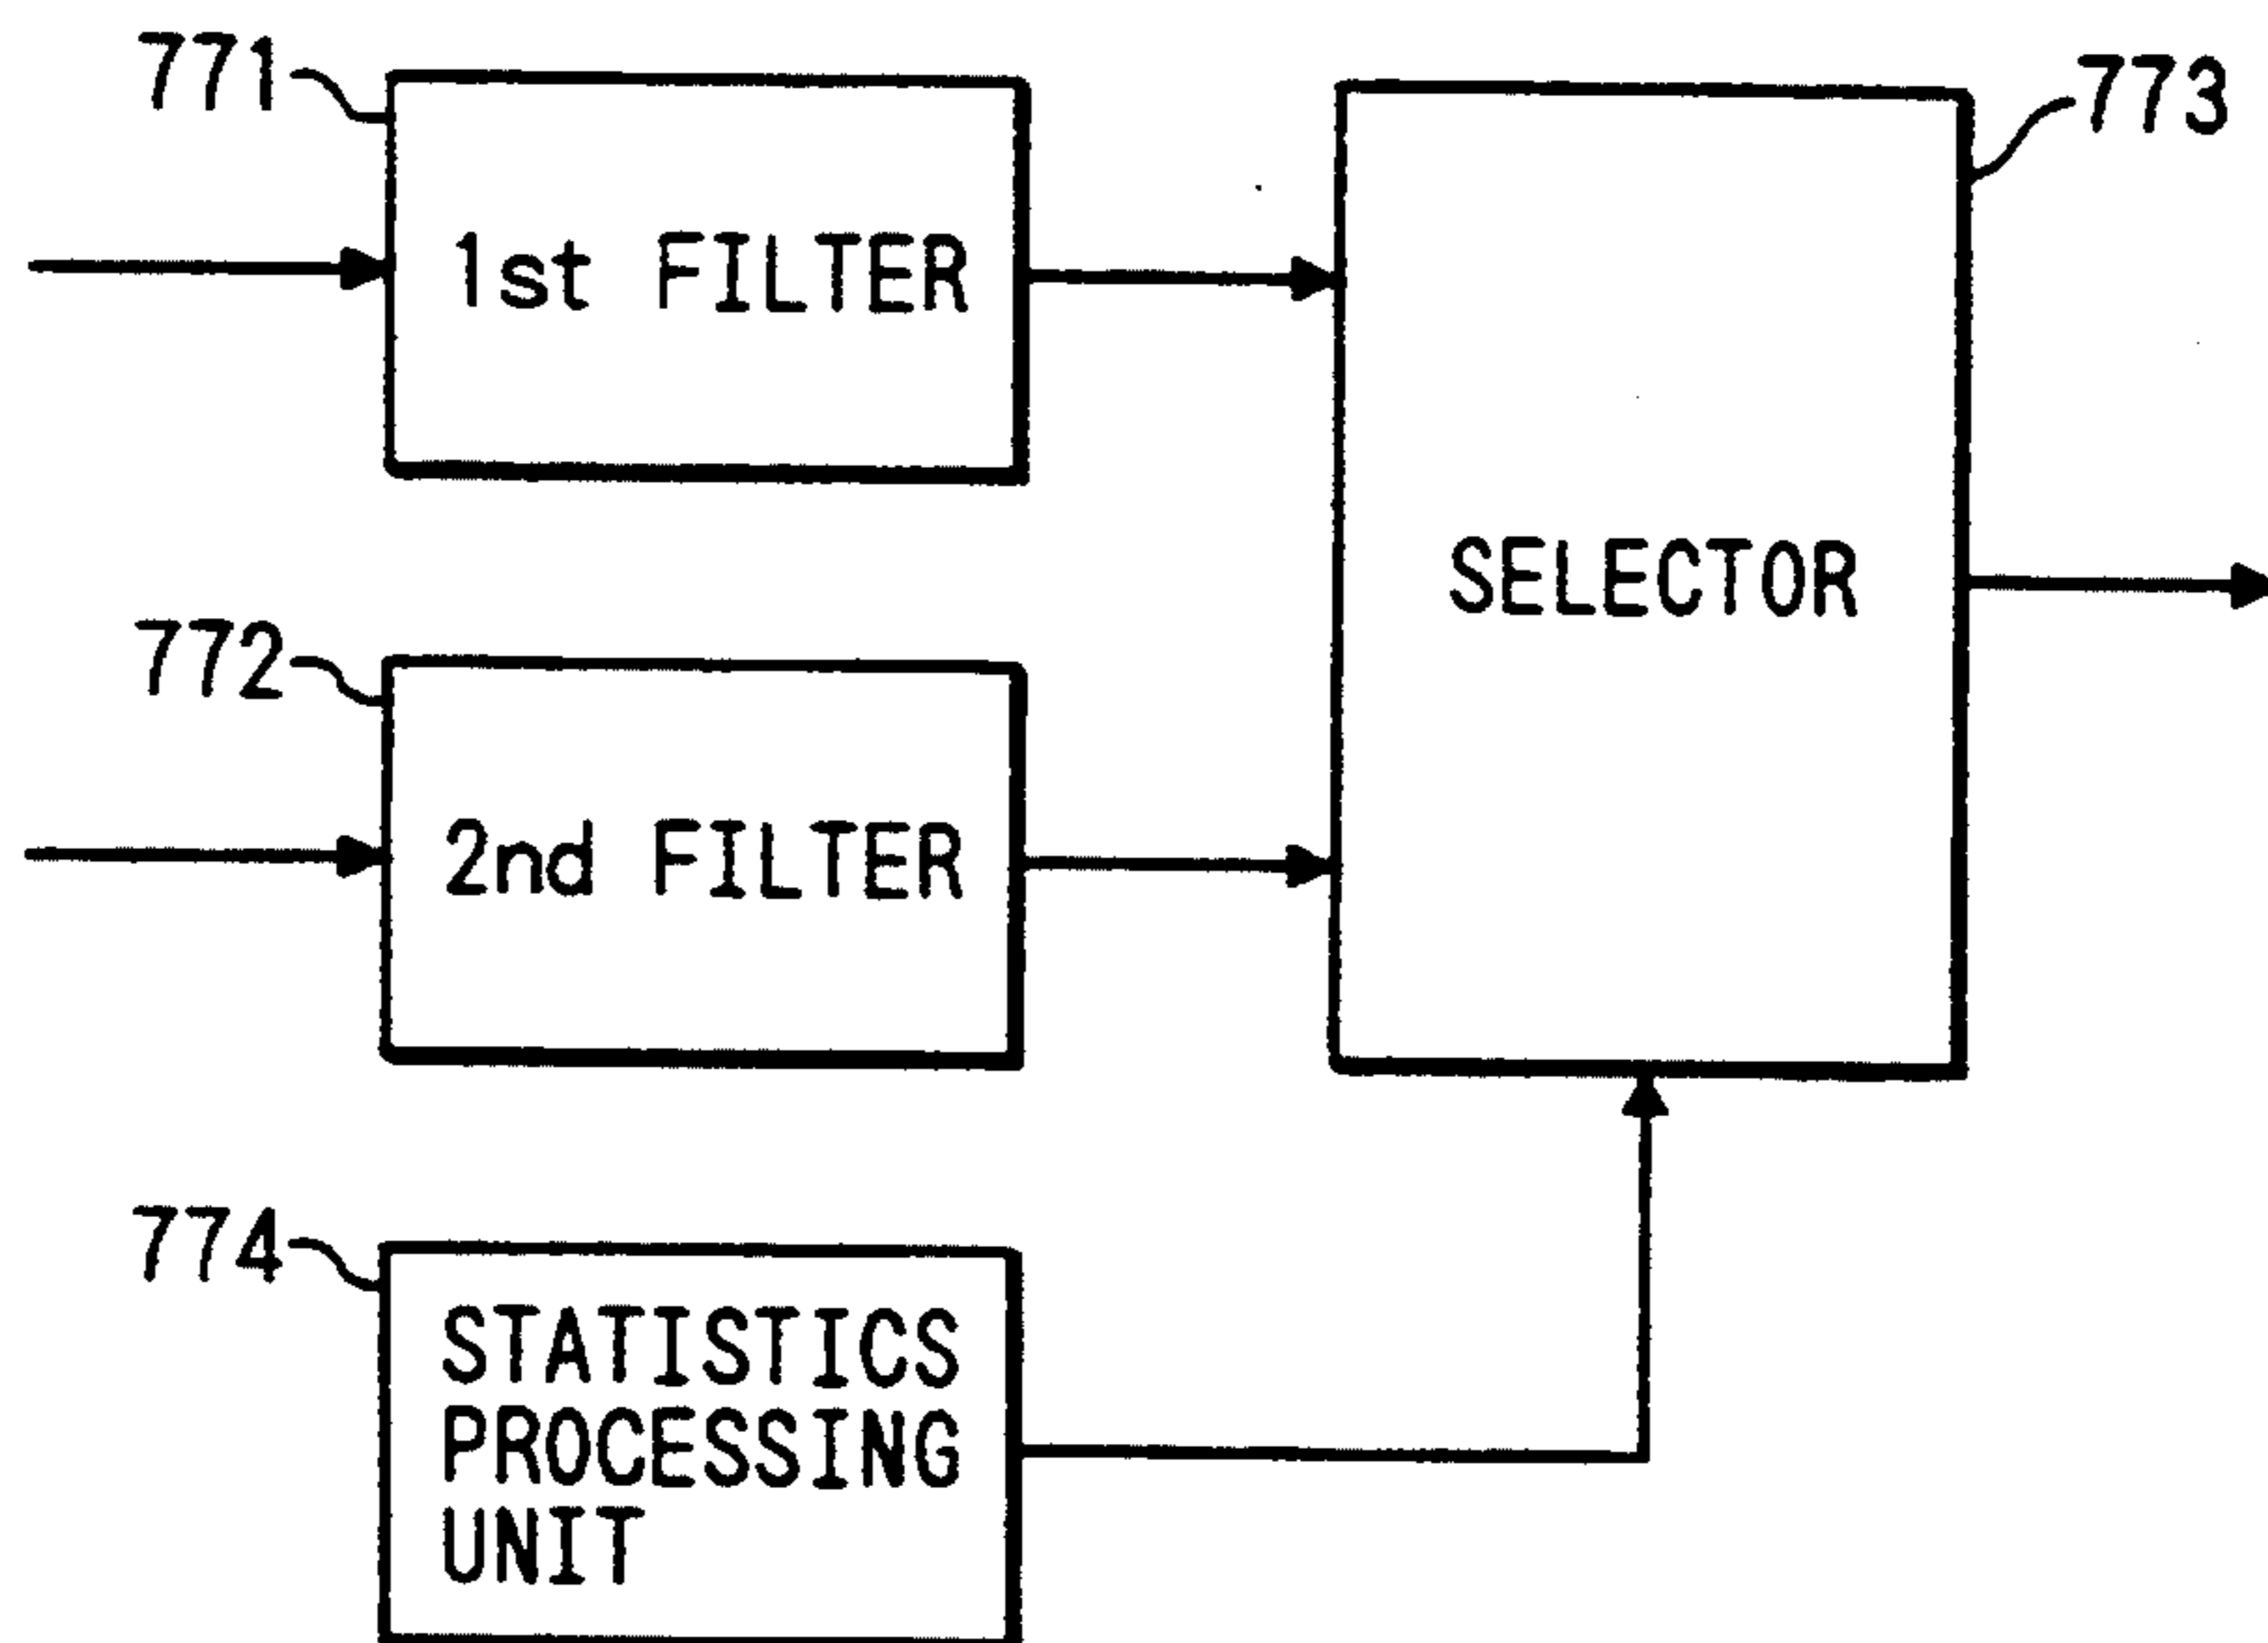 771
1st FILTER
773
SELECTOR
772
2nd FILTER
774
STATISTICS
PROCESSING
UNIT